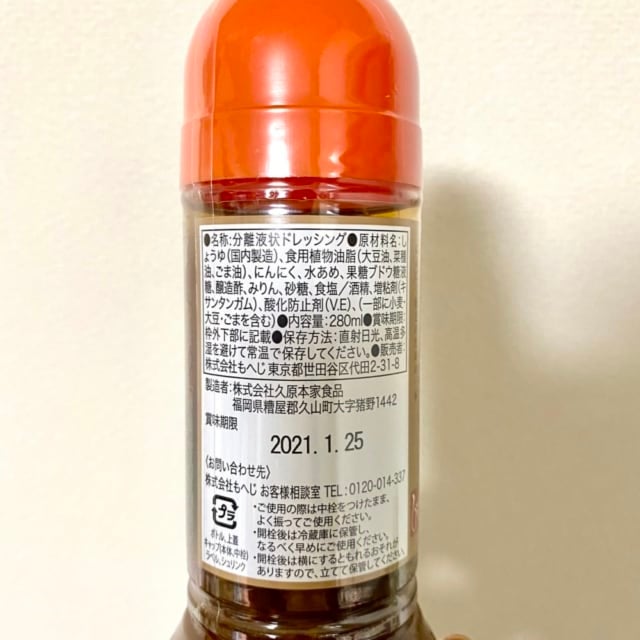 ●名称:分離液状ドレッシング●原材料名:し
ょうゆ(国内製造)、食用植物油脂(大豆油、菜種
油、ごま油)、にんにく、水あめ、果糖ブドウ糖液
糖、醸造酢、みりん、砂糖、食塩/酒精、増粘剤(キ
サンタンガム)、酸化防止剤(V.E)、(一部に小麦・
大豆・ごまを含む)●内容量:280ml●賞味期限:
枠外下部に記載●保存方法:直射日光、高温多
湿を避けて常温で保存してください。●販売者:
株式会社もへじ 東京都世田谷区代田2-31-8
製造者:株式会社久原本家食品
福岡県糟屋郡久山町大字猪野1442
賞味期限
2021.1.25
〈お問い合わせ先〉
株式会社もへじ お客様相談室 TEL:0120-014-337
・ご使用の際は中栓をつけたまま、
よく振ってご使用ください。
・開栓後は冷蔵庫に保管し、
なるべく早めにご使用ください。
・開栓後は横にするともれるおそれが
ありますので、立てて保管してください。
プラ
ボトル、上蓋
キャップ(本体、中栓)
ラベル、シュリンク